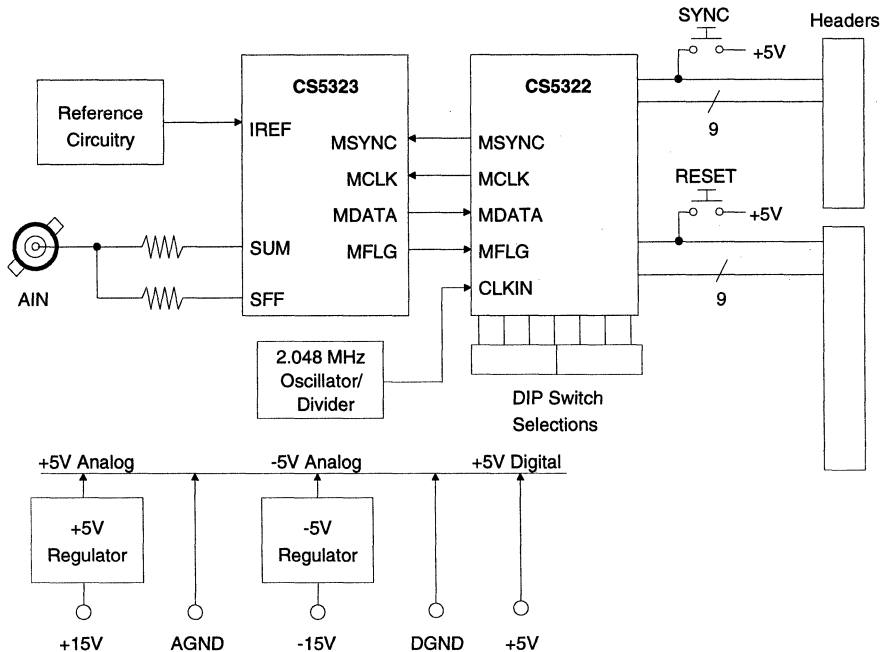 SYNC
Headers
+5V
CS5323
CS5322
Reference
Circuitry
IREF
9
MSYNC
MSYNC
MCLK
MCLK
RESET
MDATA
MDATA
+5V
SUM
MFLG
MFLG
AIN
SFF
CLKIN
9
2.048 MHz
Oscillator/
Divider
DIP Switch
Selections
+5V Analog
-5V Analog
+5V Digital
+5V
Regulator
-5V
Regulator
+15V
AGND
-15V
DGND
+5V